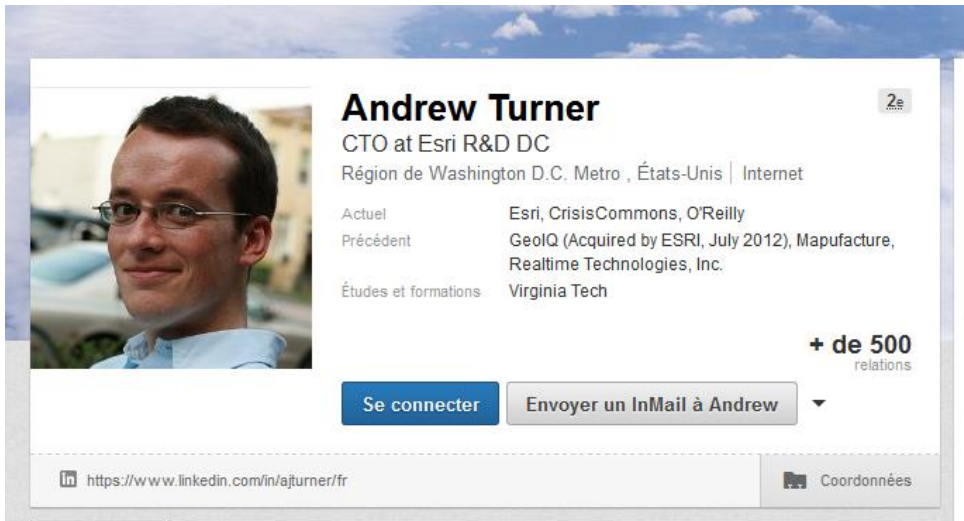 Andrew Turner
2e
CTO at Esri R&D DC
Région de Washington D.C. Metro , États-Unis | Internet
Actuel Esri, CrisisCommons, O'Reilly
Précédent GeoIQ (Acquired by ESRI, July 2012), Mapufacture,
Realtime Technologies, Inc.
Études et formations Virginia Tech
+ de 500
relations
Se connecter Envoyer un InMail à Andrew
in https://www.linkedin.com/in/ajturner/fr Coordonnées